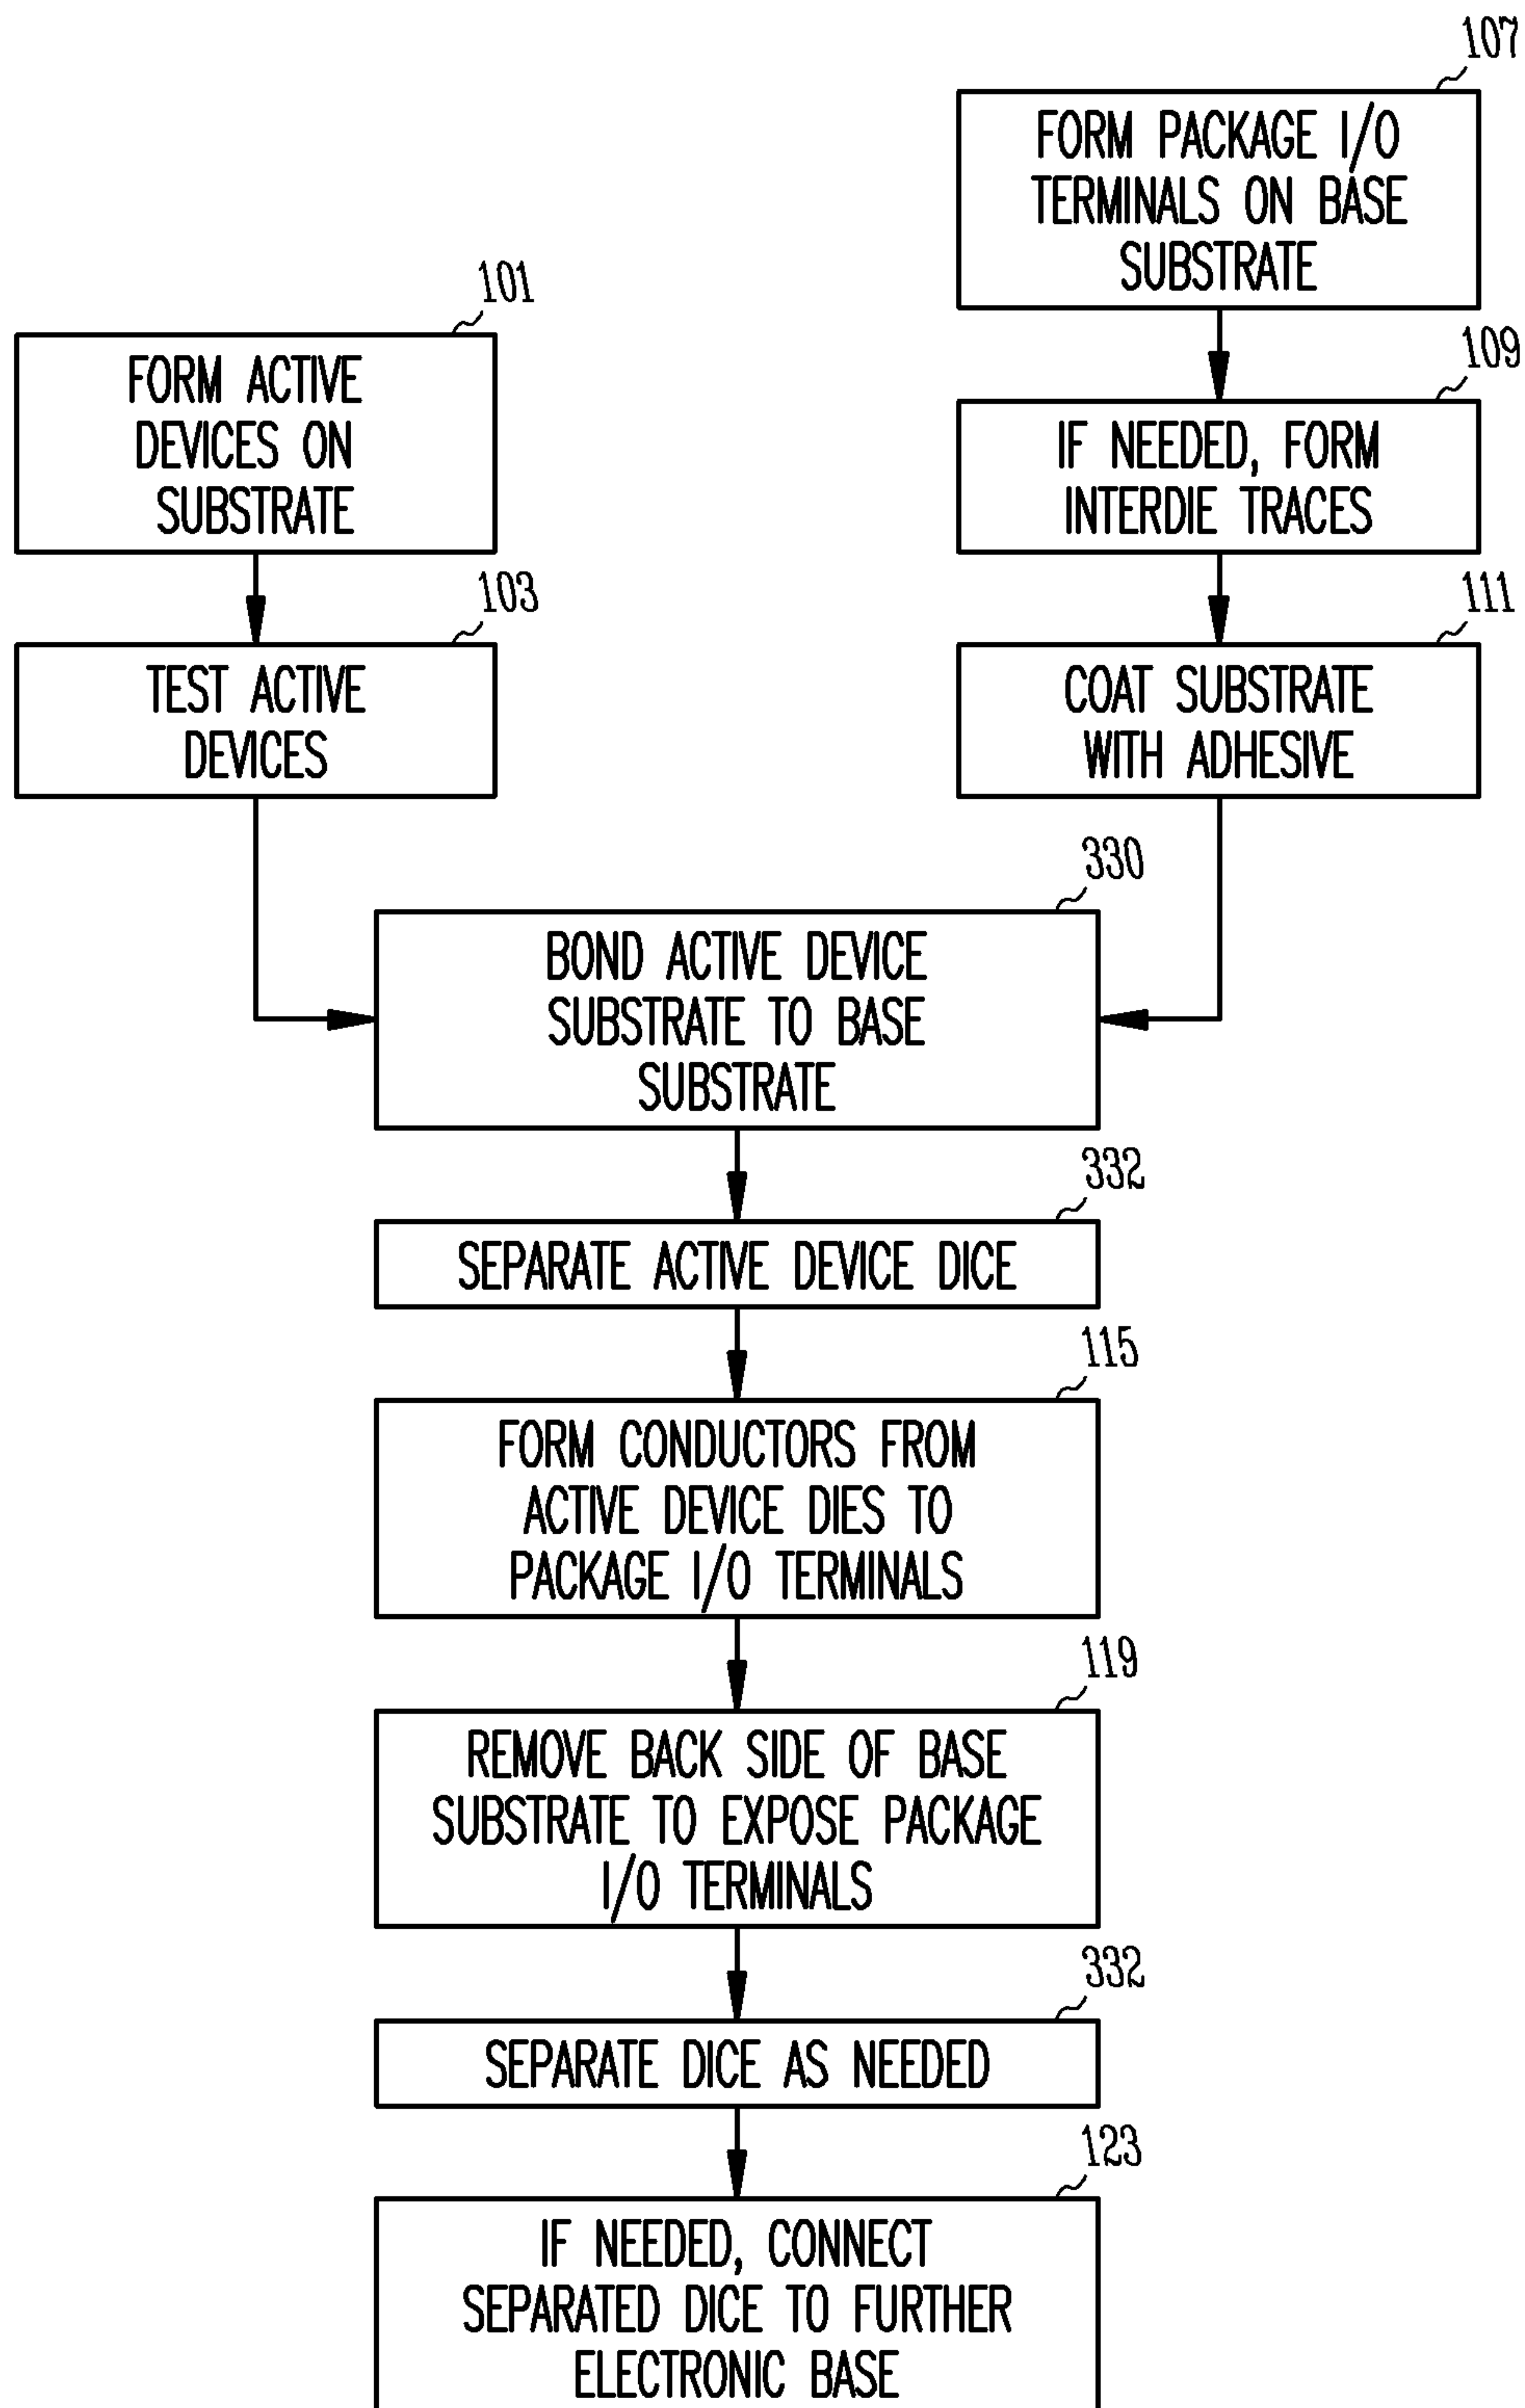 107
FORM PACKAGE I/O
TERMINALS ON BASE
SUBSTRATE
101
FORM ACTIVE
DEVICES ON
SUBSTRATE
109
IF NEEDED, FORM
INTERDIE TRACES
103
TEST ACTIVE
DEVICES
111
COAT SUBSTRATE
WITH ADHESIVE
330
BOND ACTIVE DEVICE
SUBSTRATE TO BASE
SUBSTRATE
332
SEPARATE ACTIVE DEVICE DICE
115
FORM CONDUCTORS FROM
ACTIVE DEVICE DIES TO
PACKAGE I/O TERMINALS
119
REMOVE BACK SIDE OF BASE
SUBSTRATE TO EXPOSE PACKAGE
I/O TERMINALS
332
SEPARATE DICE AS NEEDED
123
IF NEEDED, CONNECT
SEPARATED DICE TO FURTHER
ELECTRONIC BASE